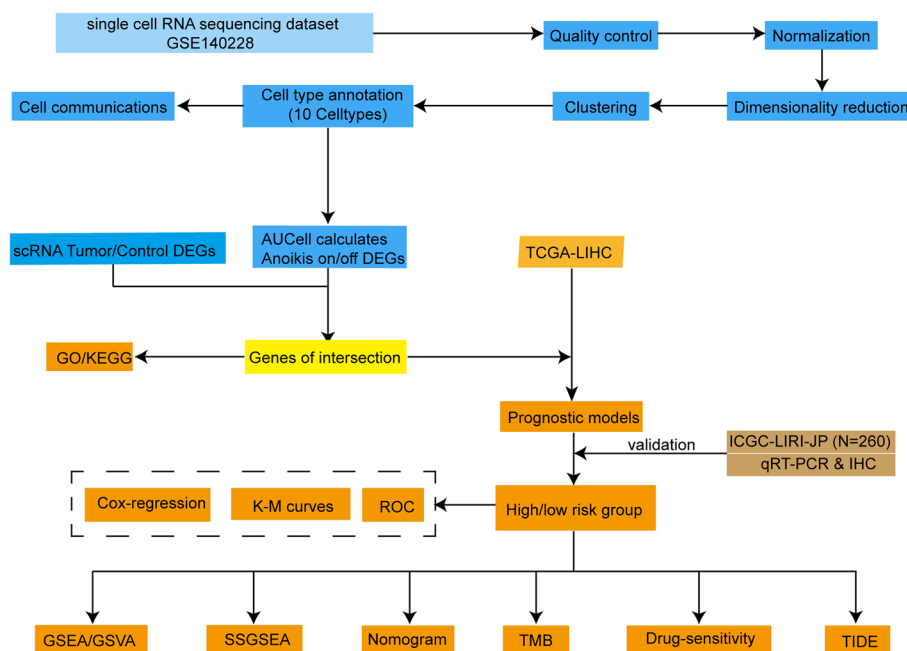 single cell RNA sequencing dataset
GSE140228
Quality control
Normalization
Cell communications
Cell type annotation
(10 Celltypes)
Clustering
Dimensionality reduction
scRNA Tumor/Control DEGs
AUCell calculates
Anoikis on/off DEGs
TCGA-LIHC
GO/KEGG
Genes of intersection
Prognostic models
validation
ICGC-LIRI-JP (N=260)
qRT-PCR & IHC
Cox-regression
K-M curves
ROC
High/low risk group
GSEA/GSVA
SSGSEA
Nomogram
TMB
Drug-sensitivity
TIDE